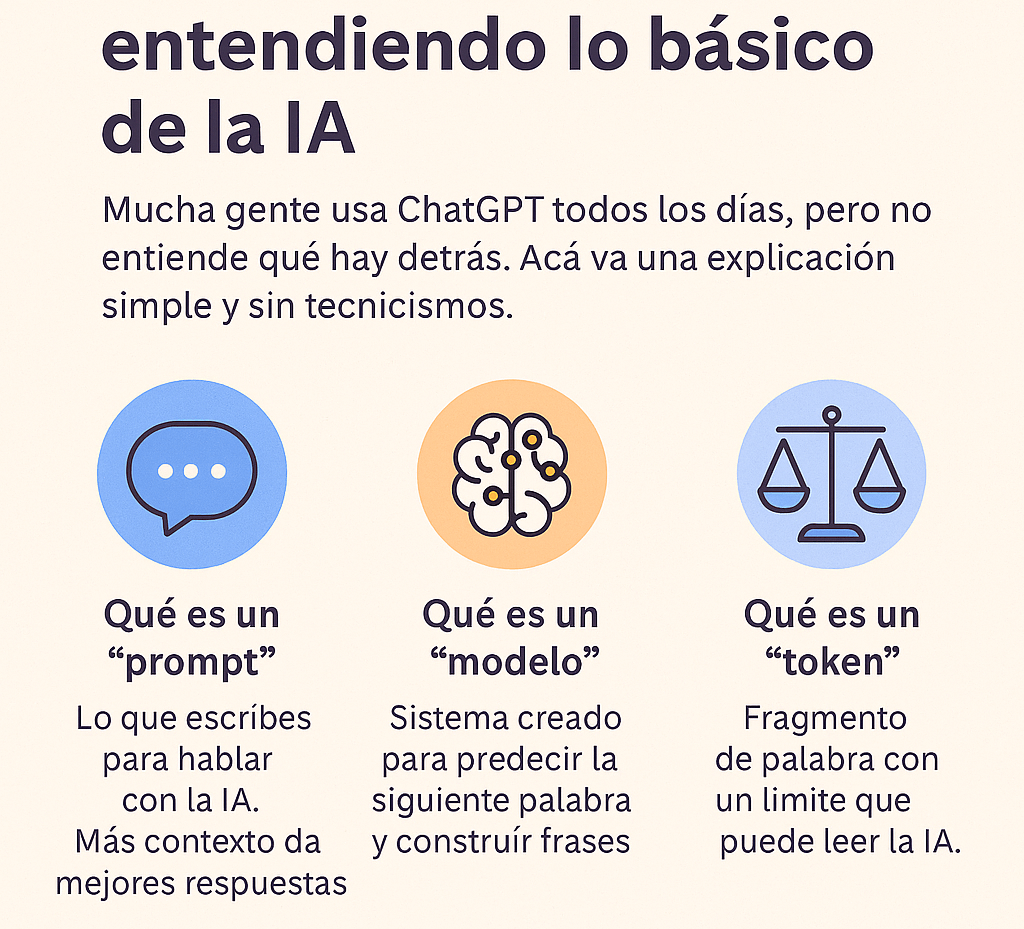 entendiendo lo básico
de la IA
Mucha gente usa ChatGPT todos los días, pero no
entiende qué hay detrás. Acá va una explicación
simple y sin tecnicismos.
Qué es un
“prompt”
Lo que escríbes
para hablar
con la IA.
Más contexto da
mejores respuestas
Qué es un
“modelo”
Sistema creado
para predecir la
siguiente palabra
y construír frases
Qué es un
“token”
Fragmento
de palabra con
un limite que
puede leer la IA.